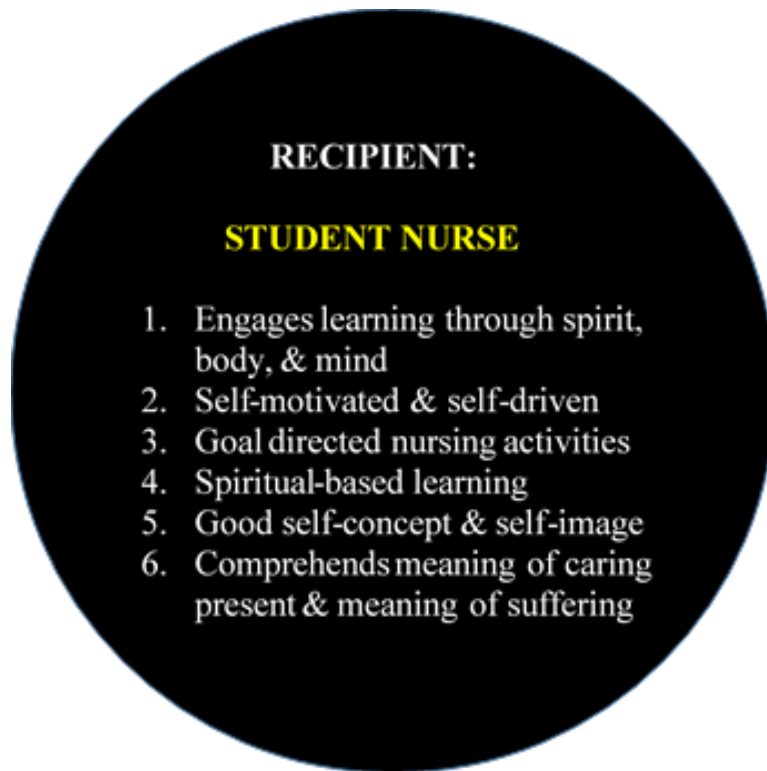 RECIPIENT:
STUDENT NURSE
1. Engages learning through spirit,
body, & mind
2. Self-motivated & self-driven
3. Goal directed nursing activities
4. Spiritual-based learning
5. Good self-concept & self-image
6. Comprehends meaning of caring
present & meaning of suffering